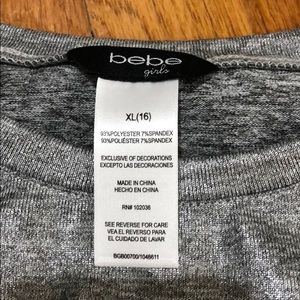 bebe
girls
XL(16)
93%POLYESTER 7%SPANDEX
93%POLIÉSTER 7%SPANDEX
EXCLUSIVE OF DECORATIONS
EXCEPTO LAS DECACIONES
MADE IN CHINA
HECHO EN CHINA
RN# 102036
SEE REVERSE FOR CARE
VEA EL REVERSO PARA
EL CUIDADO DE LAVAR
BGB00700/1046611